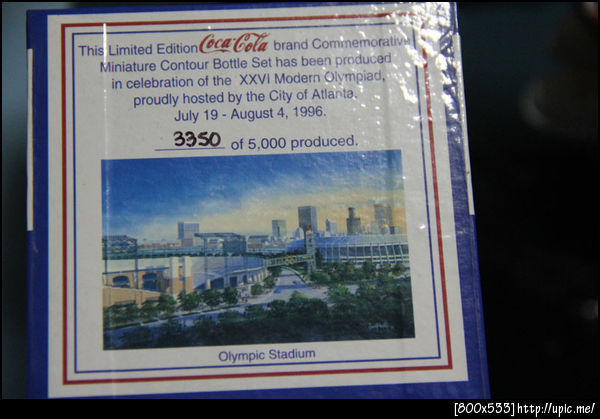 This Limited Edition Coca-Cola brand Commemorative
Miniature Contour Bottle Set has been produced
in celebration of the XXVI Modern Olympiad,
proudly hosted by the City of Atlanta.
July 19 - August 4, 1996.
3350 of 5,000 produced.
Olympic Stadium
[800x533]http://upic.me/